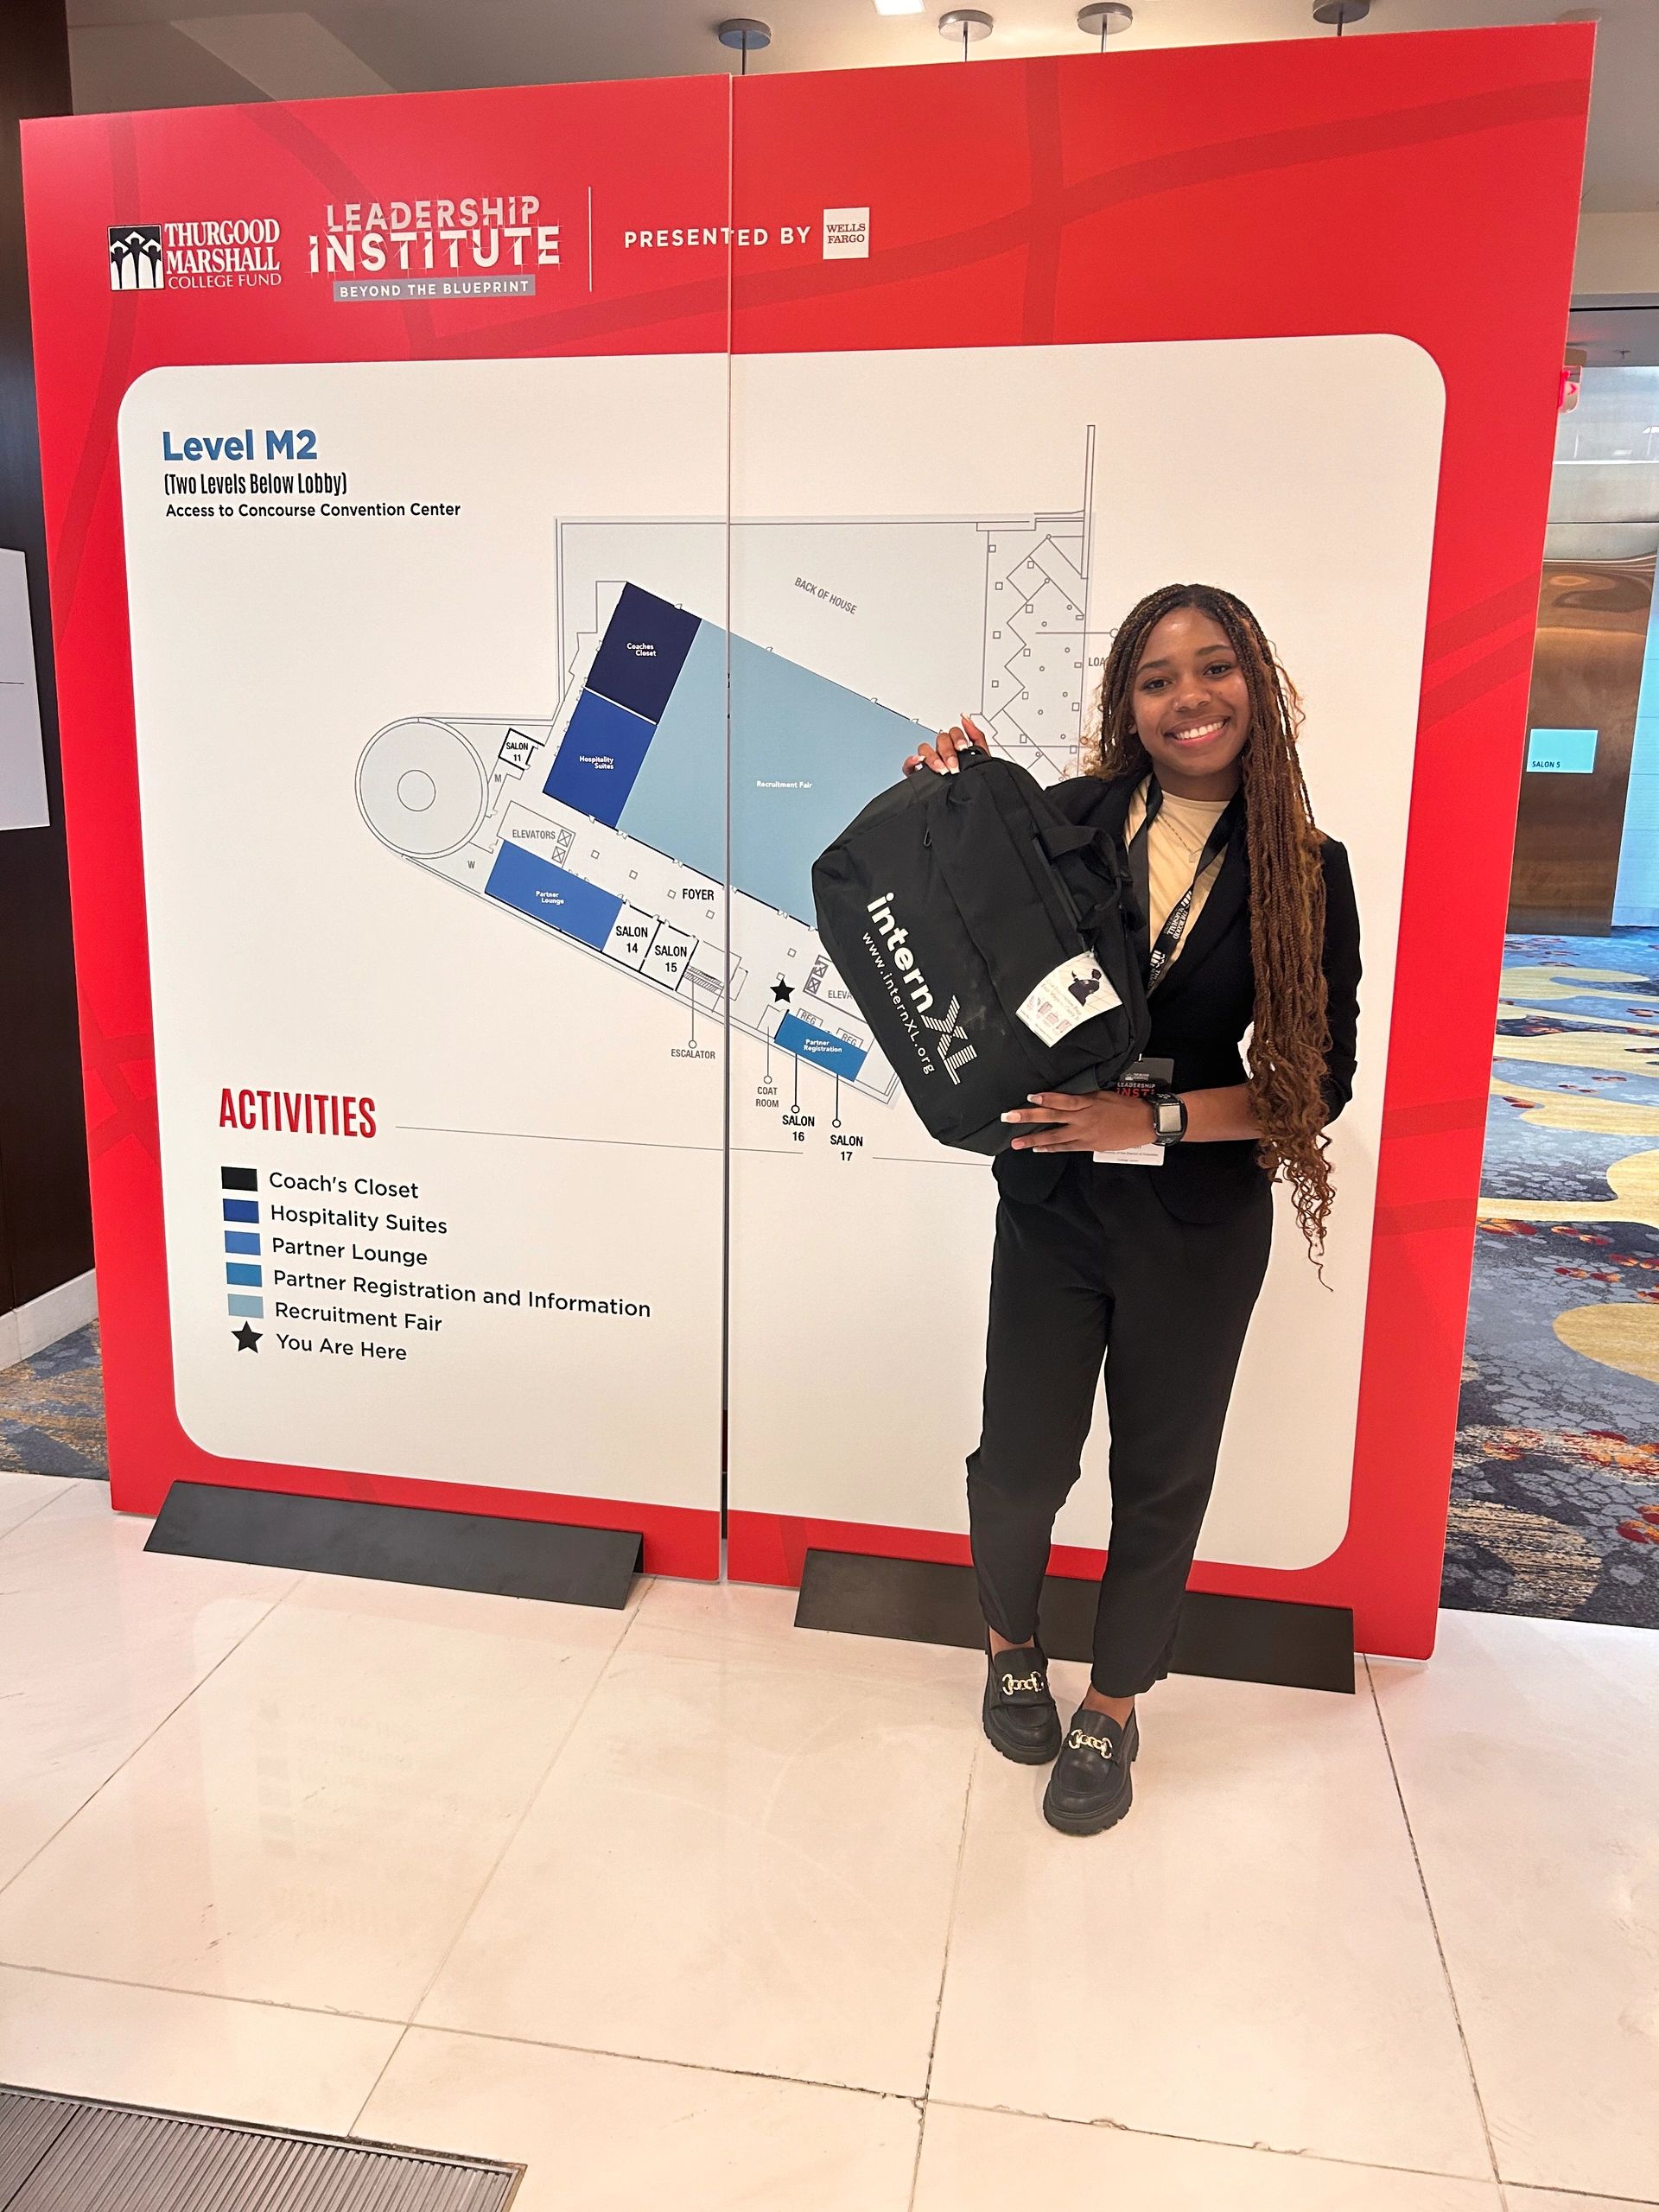 THURGOOD
MARSHALL
COLLEGE FUND
LEADERSHIP
INSTITUTE
BEYOND THE BLUEPRINT
PRESENTED BY
WELLS
FARGO
Level M2
(Two Levels Below Lobby)
Access to Concourse Convention Center
BACK OF HOUSE
Coaches
Closet
LOA
SALON
11
M
Hospitality
Suites
Recruitment Fair
SALON 5
ELEVATORS
W
Partner
Lounge
FOYER
SALON
14
SALON
15
ELEVA
REG
REG
Partner
Registration
ESCALATOR
COAT
ROOM
SALON
16
SALON
17
internXL
www.internXL.org
LEADERSHIP
INSTI
ACTIVITIES
Coach's Closet
Hospitality Suites
Partner Lounge
Partner Registration and Information
Recruitment Fair
You Are Here